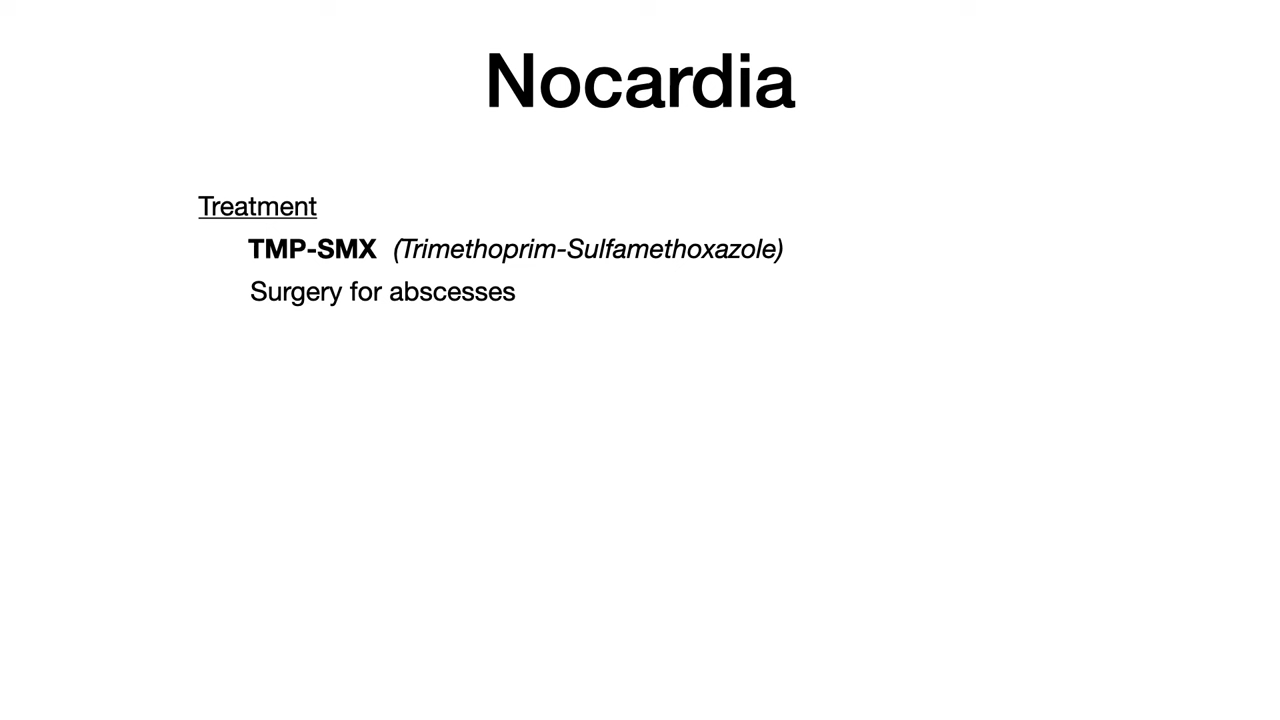 Nocardia
Treatment
TMP-SMX (Trimethoprim-Sulfamethoxazole)
Surgery for abscesses